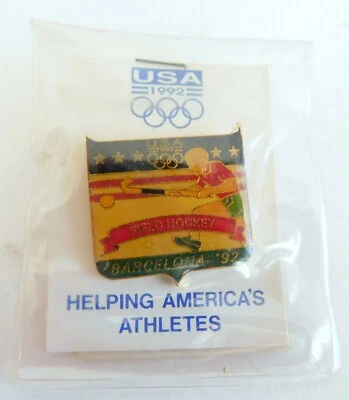 USA
1992
USA
FIELD HOCKEY
BARCELONA '92
HELPING AMERICA'S
ATHLETES